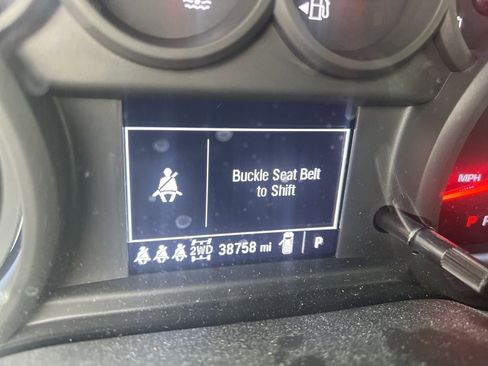 Buckle Seat Belt
to Shift
2WD 38758 mi P
MPH
P